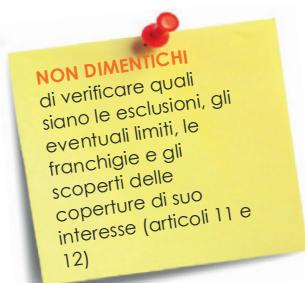 NON DIMENTICHI
di verificare quali
siano le esclusioni, gli
eventuali limiti, le
franchigie e gli
scoperti delle
coperture di suo
interesse (articoli 11 e
12)